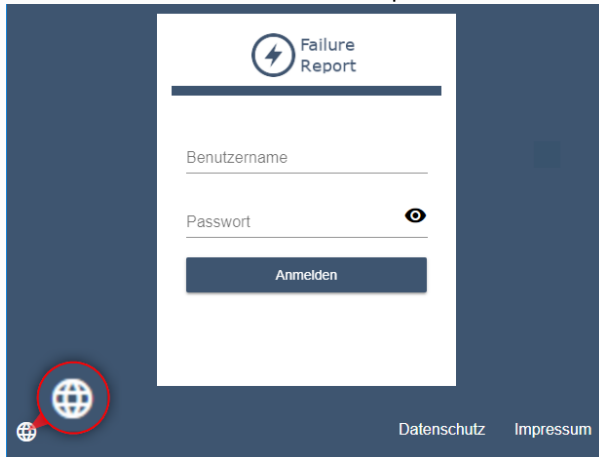 Failure
Report
Benutzername
Passwort
Anmelden
Datenschutz Impressum